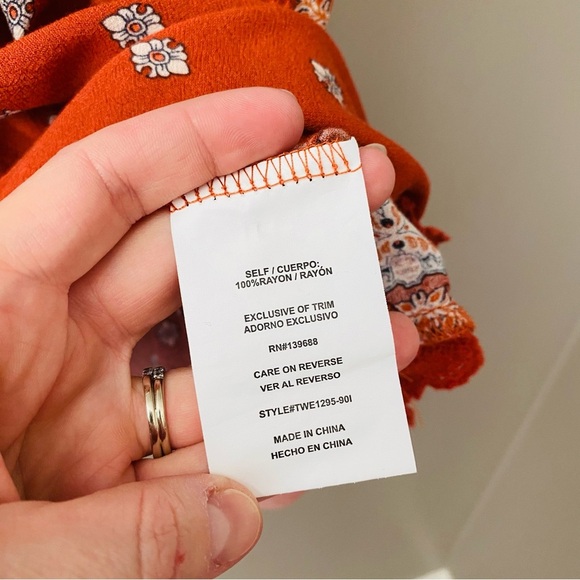 SELF / CUERPO:
100%RAYON / RAYÓN
EXCLUSIVE OF TRIM
ADORNO EXCLUSIVO
RN#139688
CARE ON REVERSE
VER AL REVERSO
STYLE#TWE1295-90I
MADE IN CHINA
HECHO EN CHINA